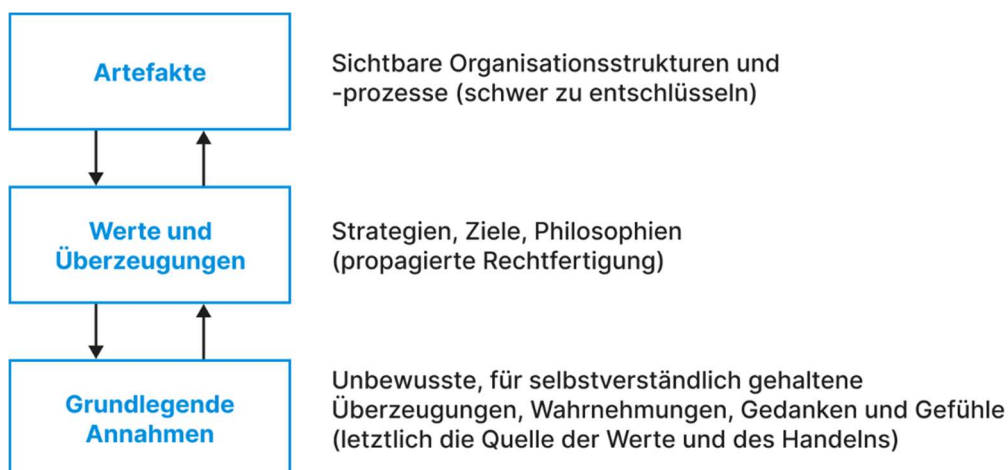 Artefakte
Sichtbare Organisationsstrukturen und
-prozesse (schwer zu entschlüsseln)
Werte und
Überzeugungen
Strategien, Ziele, Philosophien
(propagierte Rechtfertigung)
Grundlegende
Annahmen
Unbewusste, für selbstverständlich gehaltene
Überzeugungen, Wahrnehmungen, Gedanken und Gefühle
(letztlich die Quelle der Werte und des Handelns)